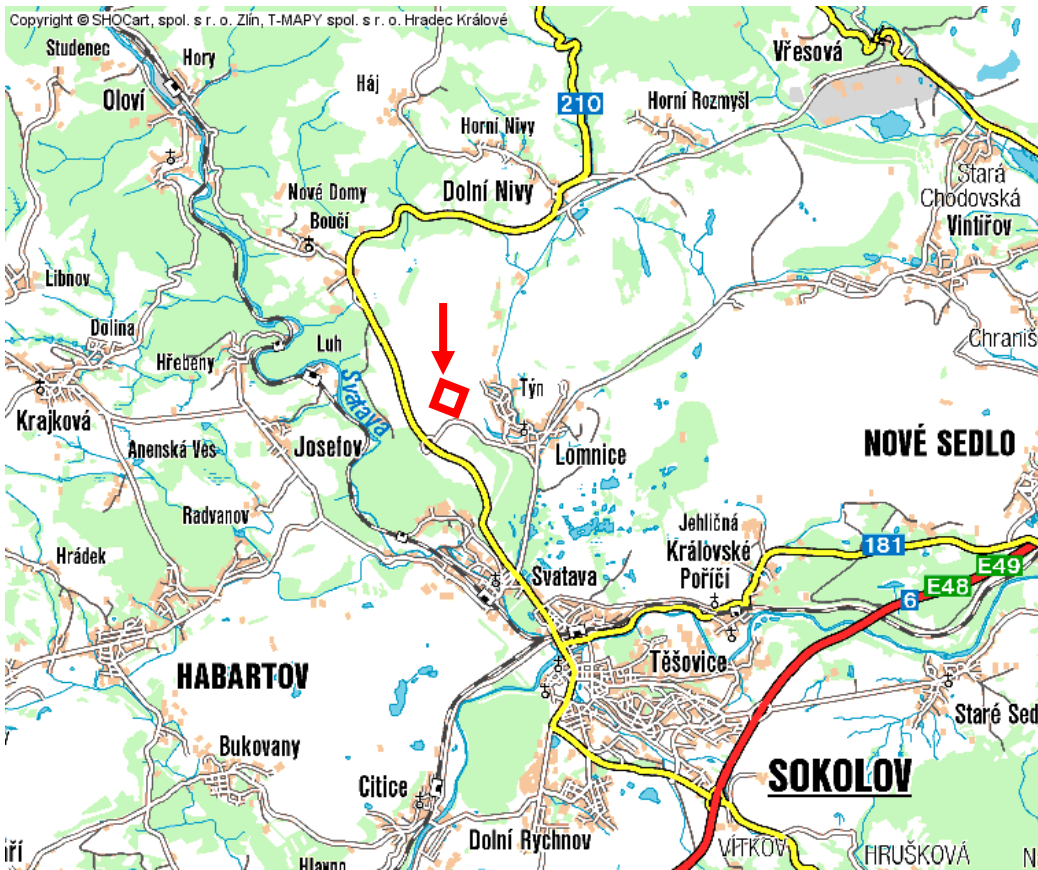 Copyright © SHOCart, spol. s r. o. Zlín, T-MAPY spol. s r. o. Hradec Králové
Studenec
Hory
Vřesová
Oloví
Háj
210
Horní Rozmyšl
Horní Nivy
Stará
Chodovská
Nové Domy
Dolní Nivy
Boučí
Vintířov
Libnov
Dolina
Luh
Chraniš
Hřebeny
Svatava
Týn
Krajková
Anenská Ves
Josefov
Lomnice
NOVÉ SEDLO
Radvanov
Jehličná
Hrádek
Královské
Poříčí
181
E49
E48
6
Svatava
Těšovice
HABARTOV
Staré Sed
Bukovany
SOKOLOV
Citice
Dolní Rychnov
VÍTKOV
HRUŠKOVÁ
N
ří
Hlavno